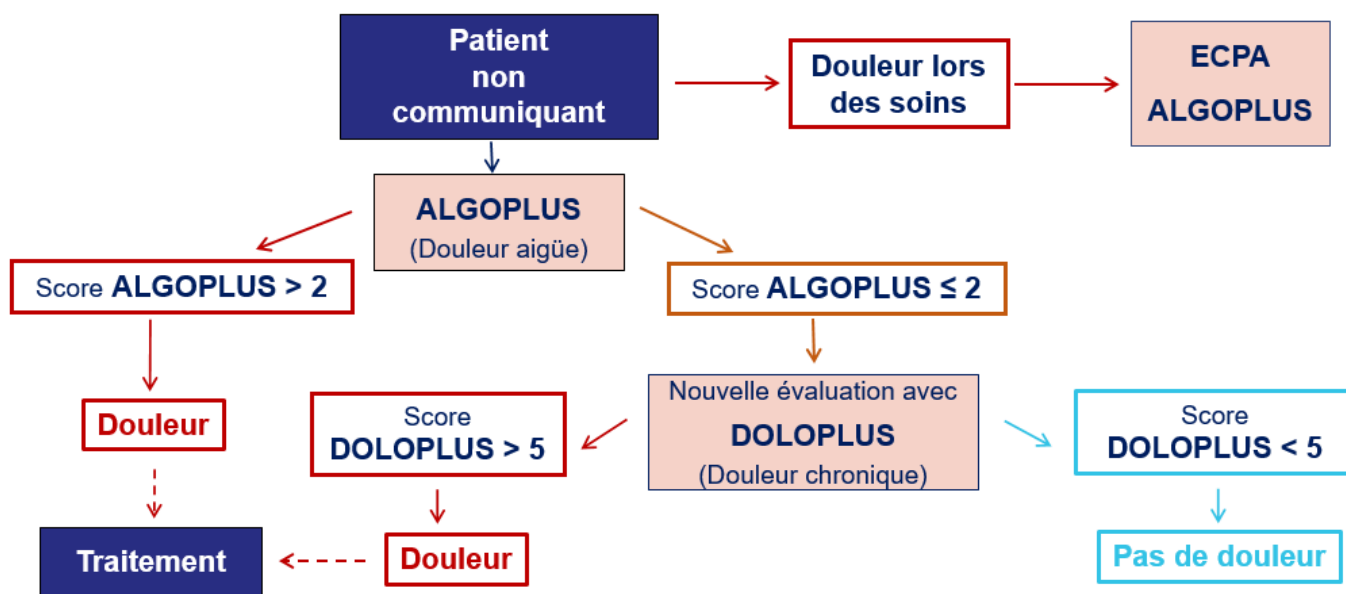 Patient
non
communiquant
Douleur lors
des soins
ECPA
ALGOPLUS
ALGOPLUS
(Douleur aigüe)
Score ALGOPLUS > 2
Score ALGOPLUS ≤ 2
Douleur
Score
DOLOPLUS > 5
Nouvelle évaluation avec
DOLOPLUS
(Douleur chronique)
Score
DOLOPLUS < 5
Traitement
Douleur
Pas de douleur